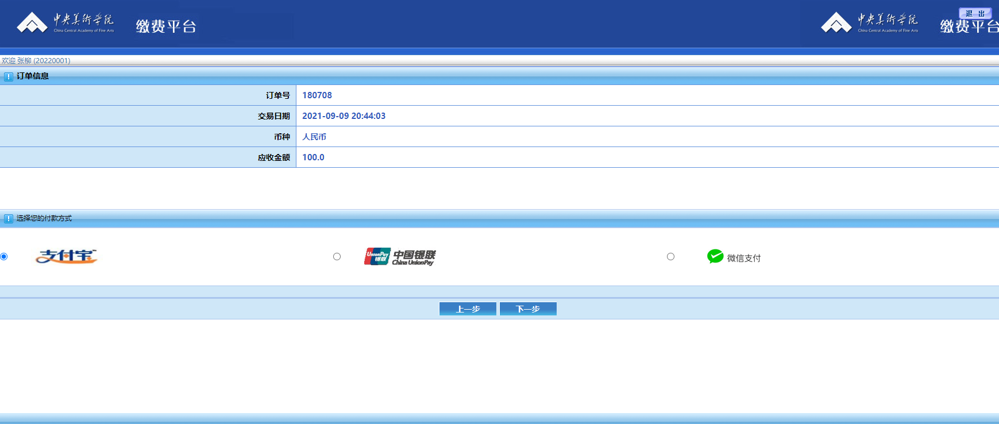 中央美術学院
China Central Academy of Fine Arts
缴费平台
中央美術学院
China Central Academy of Fine Arts
缴费平台
退 出
欢迎 张柳 (20220001)
订单信息
订单号 180708
交易日期 2021-09-09 20:44:03
币种 人民币
应收金额 100.0
选择您的付款方式
支付宝™
UnionPay 银联 中国银联 China UnionPay
微信支付
上一步 下一步